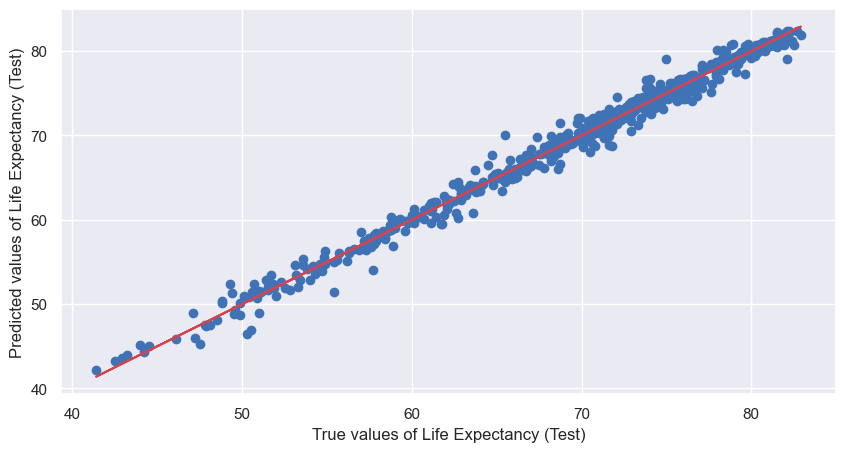 Predicted values of Life Expectancy (Test)
80
70
60
50
40
40 50 60 70 80
True values of Life Expectancy (Test)